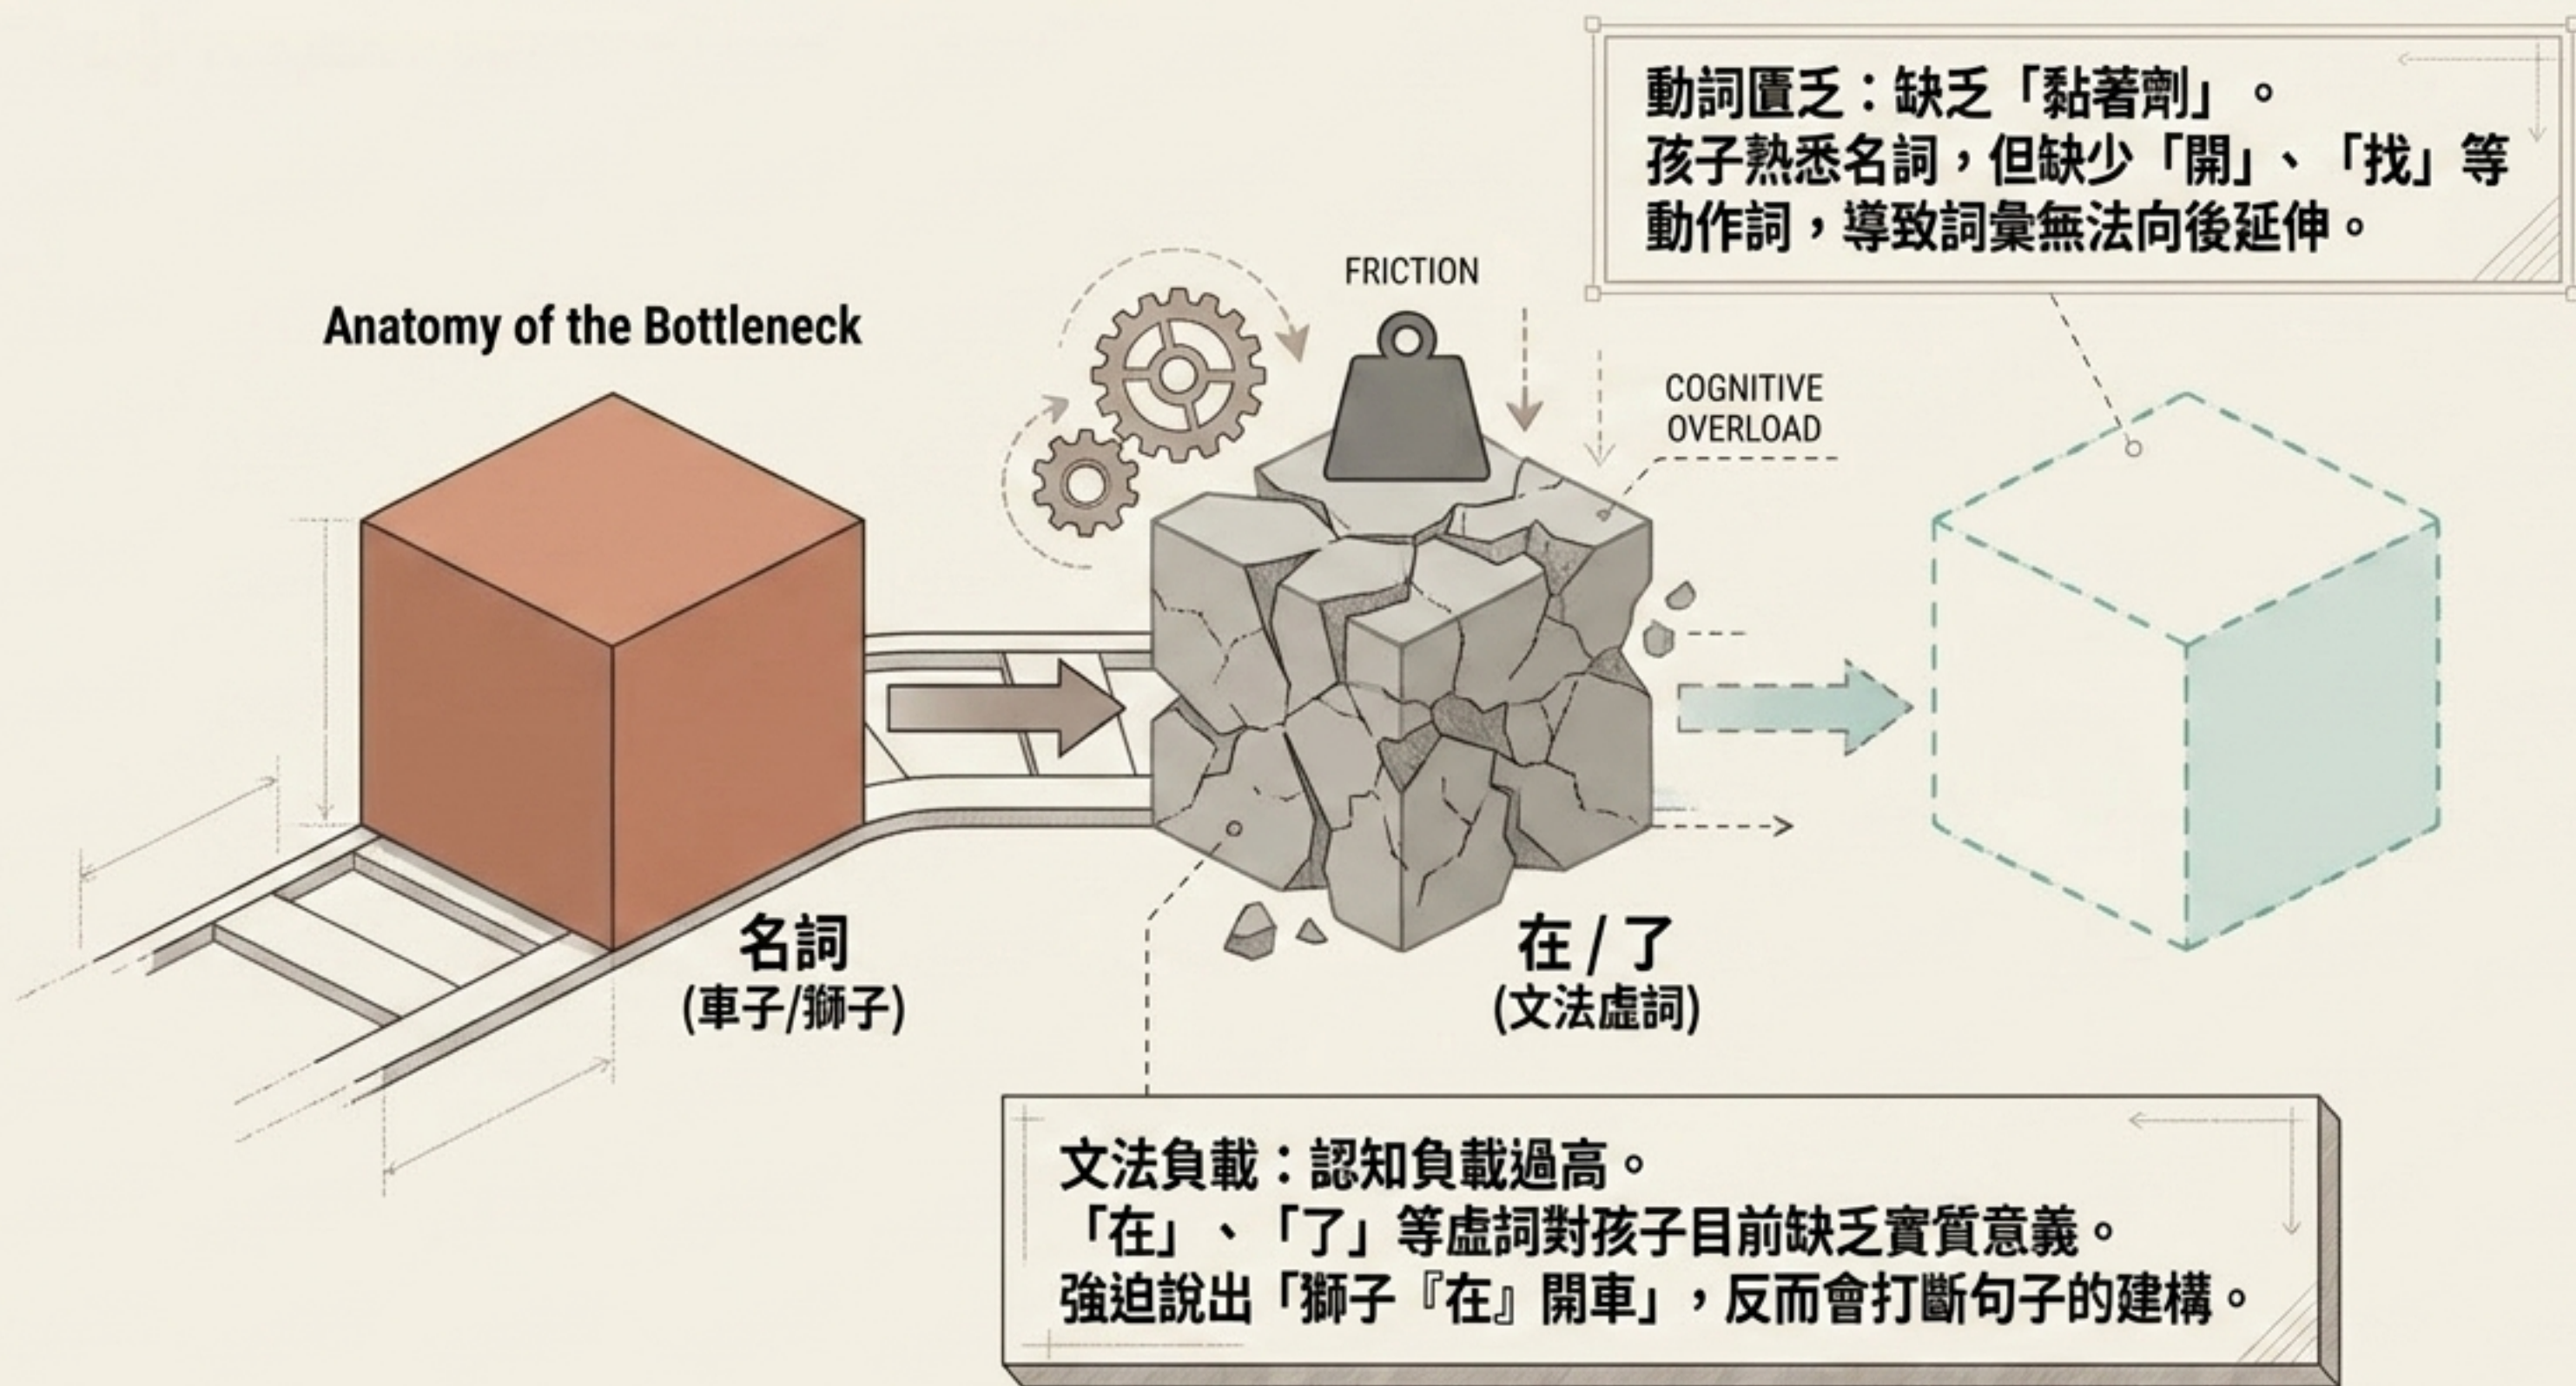 動詞匱乏：缺乏「黏著劑」。
孩子熟悉名詞，但缺少「開」、「找」等
動作詞，導致詞彙無法向後延伸。
Anatomy of the Bottleneck
FRICTION
COGNITIVE
OVERLOAD
名詞
(車子/獅子)
在 / 了
(文法虛詞)
文法負載：認知負載過高。
「在」、「了」等虛詞對孩子目前缺乏實質意義。
強迫說出「獅子『在』開車」，反而會打斷句子的建構。